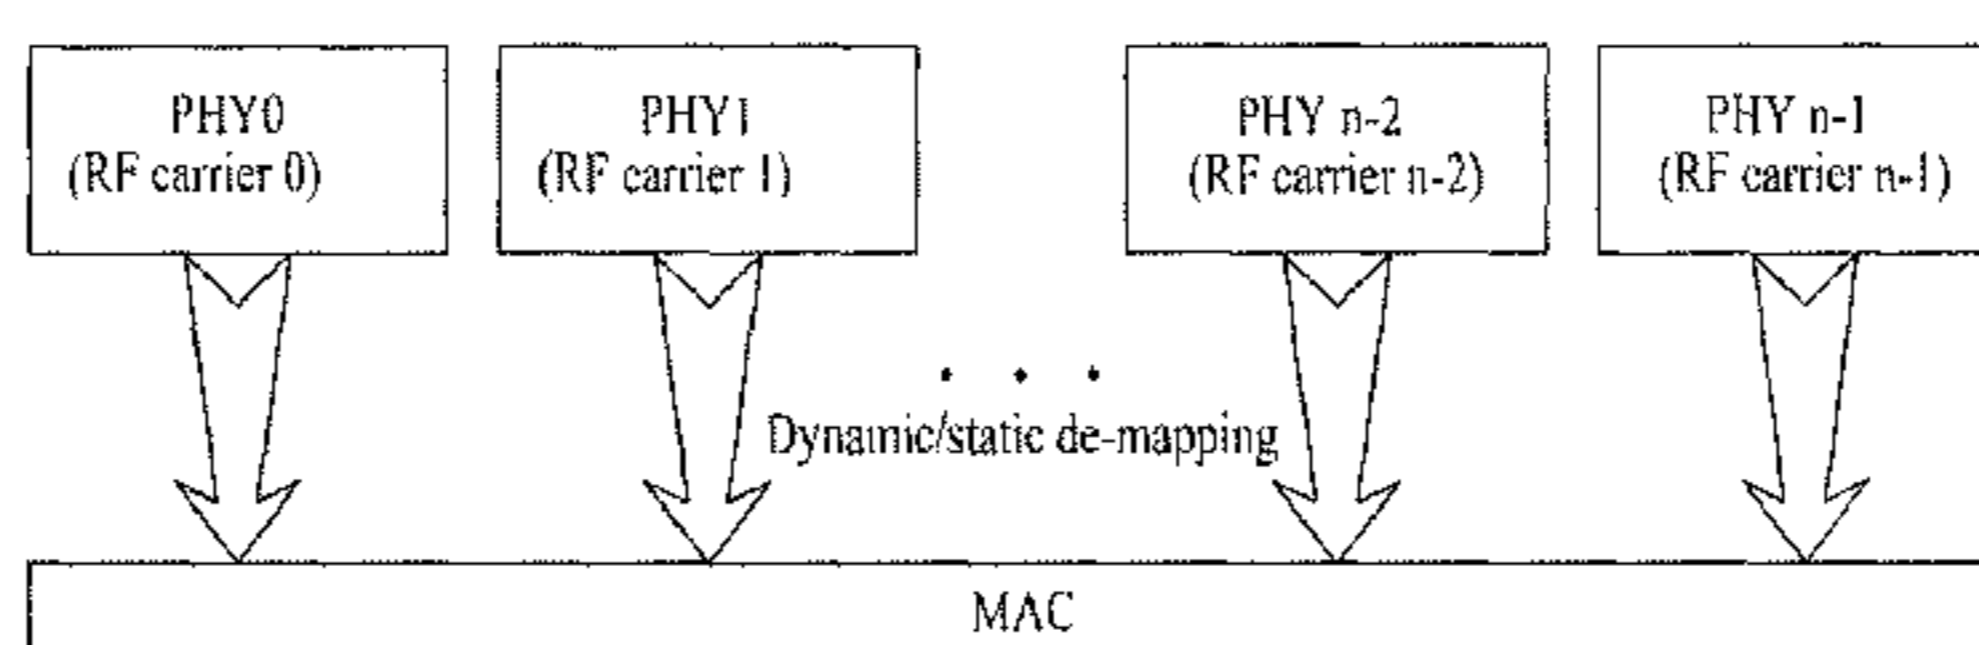 PHY0
(RF carrier 0)
PHY1
(RF carrier 1)
PHY n-2
(RF carrier n-2)
PHY n-1
(RF carrier n-1)
. . .
Dynamic/static de-mapping
MAC